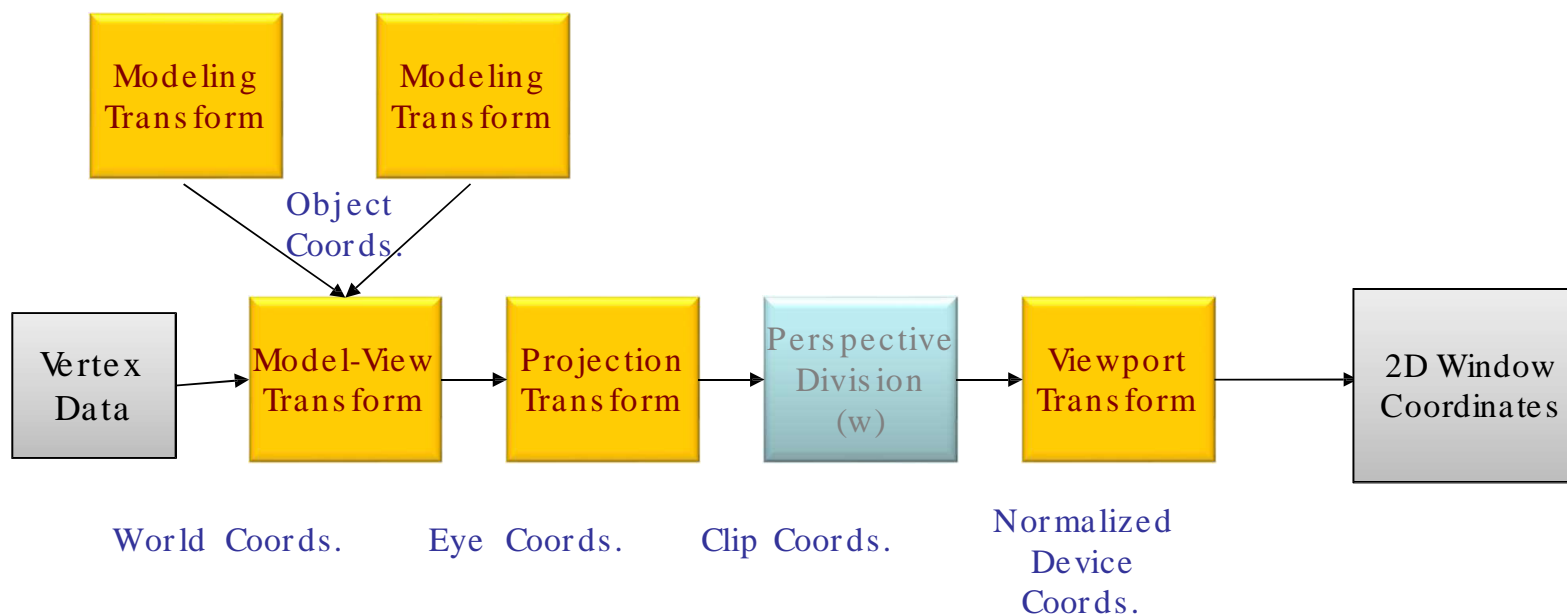 Modeling
Transform
Modeling
Transform
Object
Coords.
Vertex
Data
Model-View
Transform
Projection
Transform
Perspective
Division
(w)
Viewport
Transform
2D Window
Coordinates
World Coords.
Eye Coords.
Clip Coords.
Normalized
Device
Coords.